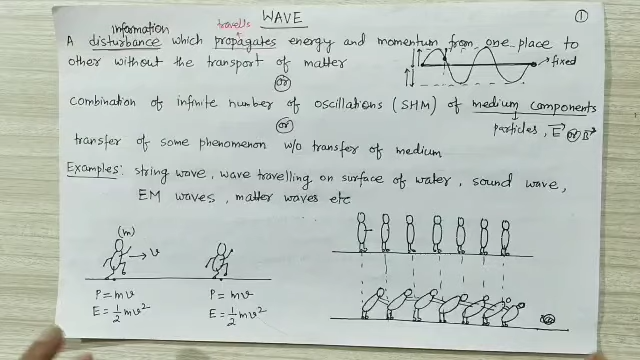 WAVE
1
information
travells
A disturbance which propagates energy and momentum from one place to
other without the transport of matter
fixed
or
combination of infinite number of oscillations (SHM) of medium components
or
particles, E or B
transfer of some phenomenon w/o transfer of medium
Examples: string wave, wave travelling on surface of water, sound wave,
EM waves, matter waves etc
(m)
v
P = mv
E = 1/2 mv²
P = mv
E = 1/2 mv²